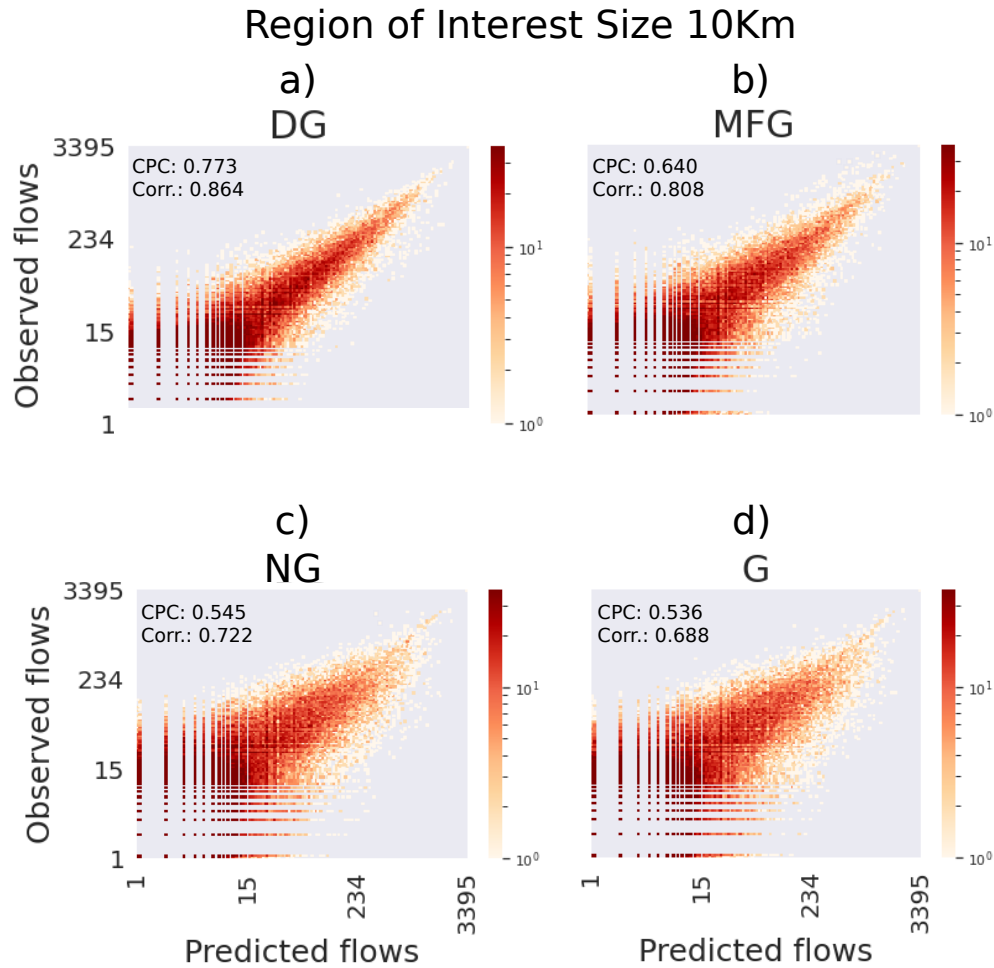 Region of Interest Size 10Km
a)
DG
3395
234
15
1
Observed flows
CPC: 0.773
Corr.: 0.864
10¹
10⁰
b)
MFG
CPC: 0.640
Corr.: 0.808
10¹
10⁰
c)
NG
3395
234
15
1
Observed flows
CPC: 0.545
Corr.: 0.722
10¹
10⁰
1
15
234
3395
Predicted flows
d)
G
CPC: 0.536
Corr.: 0.688
10¹
10⁰
1
15
234
3395
Predicted flows